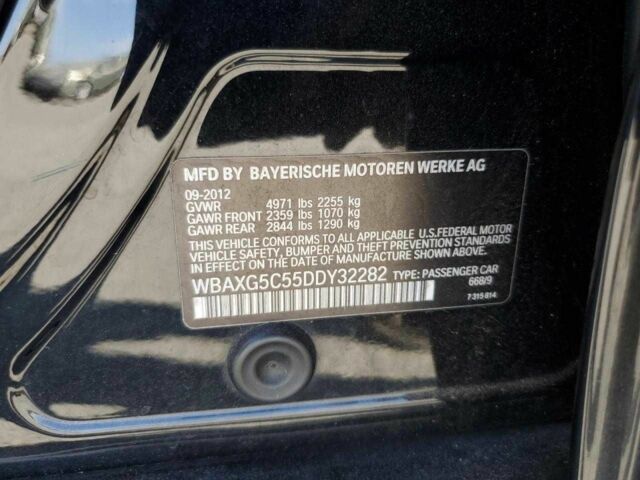 MFD BY BAYERISCHE MOTOREN WERKE AG
09-2012
GVWR 4971 lbs 2255 kg
GAWR FRONT 2359 lbs 1070 kg
GAWR REAR 2844 lbs 1290 kg
THIS VEHICLE CONFORMS TO ALL APPLICABLE U.S.FEDERAL MOTOR
VEHICLE SAFETY, BUMPER AND THEFT PREVENTION
STANDARDS IN EFFECT ON THE DATE OF MANUFACTURE SHOWN ABOVE.
WBAXG5C55DDY32282 TYPE: PASSENGER CAR
668/9
7 315 814